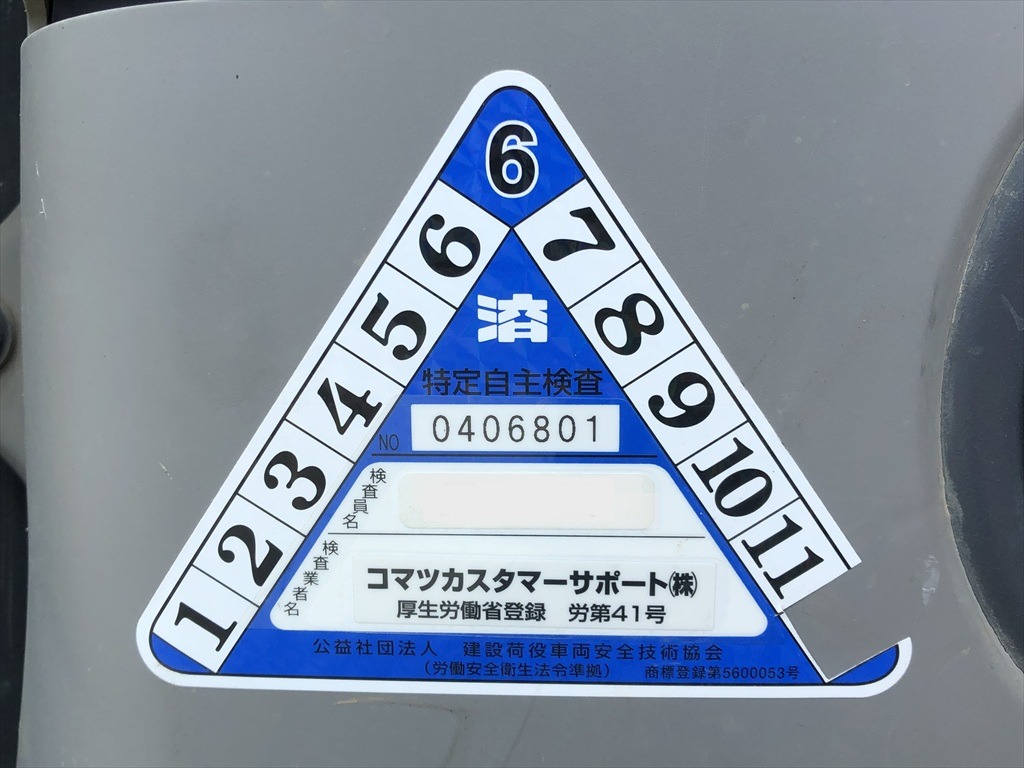 6
6
7
5
8
4
9
3
10
2
11
1
済
特定自主検査
NO 0406801
検査員名
検査業者名
コマツカスタマーサポート㈱
厚生労働省登録 労第41号
公益社団法人 建設荷役車両安全技術協会
(労働安全衛生法令準拠) 商標登録第5600053号